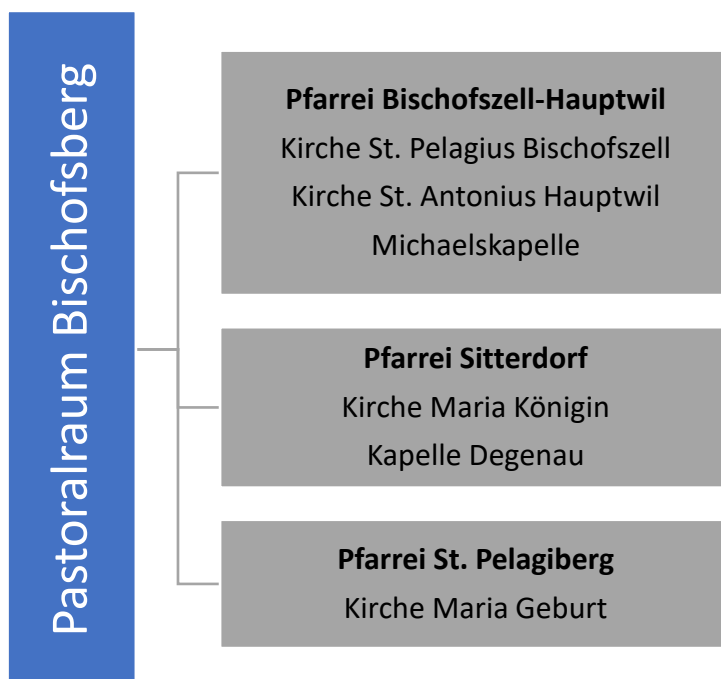 Pastoralraum Bischofsberg
Pfarrei Bischofszell-Hauptwil
Kirche St. Pelagius Bischofszell
Kirche St. Antonius Hauptwil
Michaelskapelle
Pfarrei Sitterdorf
Kirche Maria Königin
Kapelle Degenau
Pfarrei St. Pelagiberg
Kirche Maria Geburt